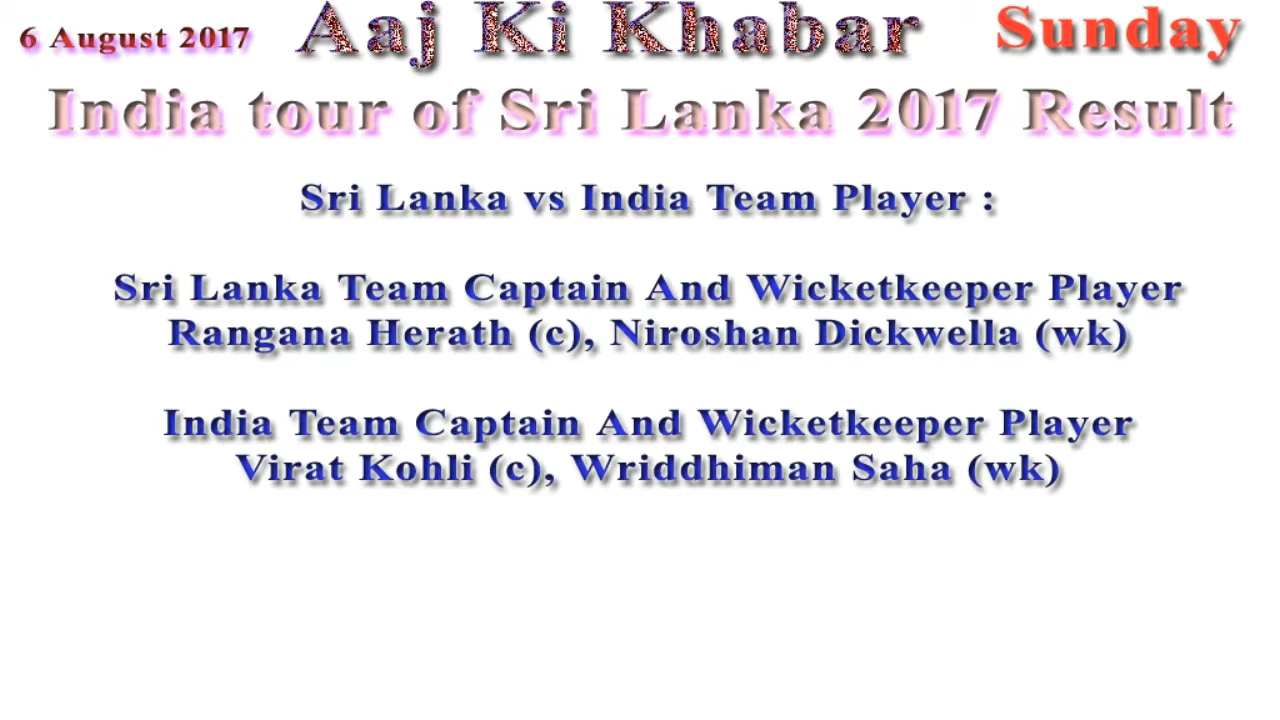 6 August 2017 Aaj Ki Khabar Sunday
India tour of Sri Lanka 2017 Result
Sri Lanka vs India Team Player :
Sri Lanka Team Captain And Wicketkeeper Player
Rangana Herath (c), Niroshan Dickwella (wk)
India Team Captain And Wicketkeeper Player
Virat Kohli (c), Wriddhiman Saha (wk)